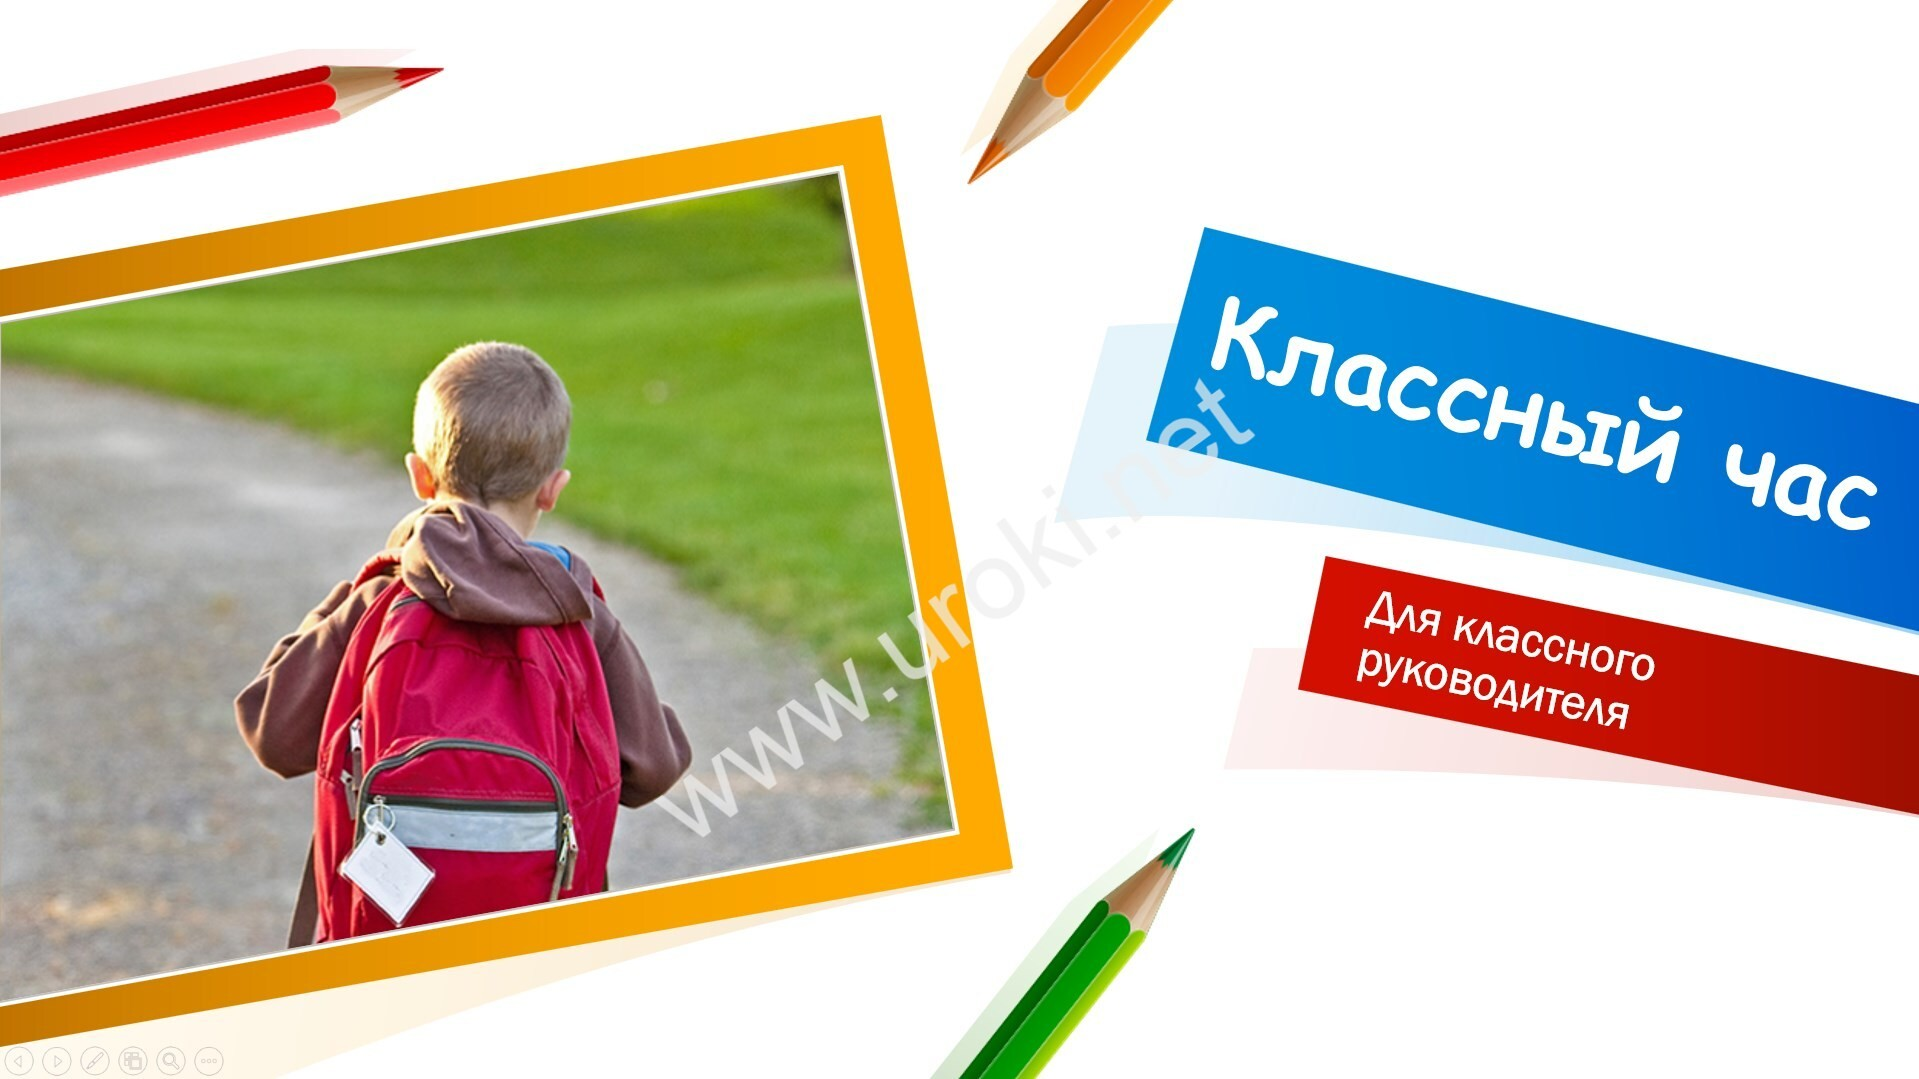 Классный час
Для классного
руководителя
www.uroki.net